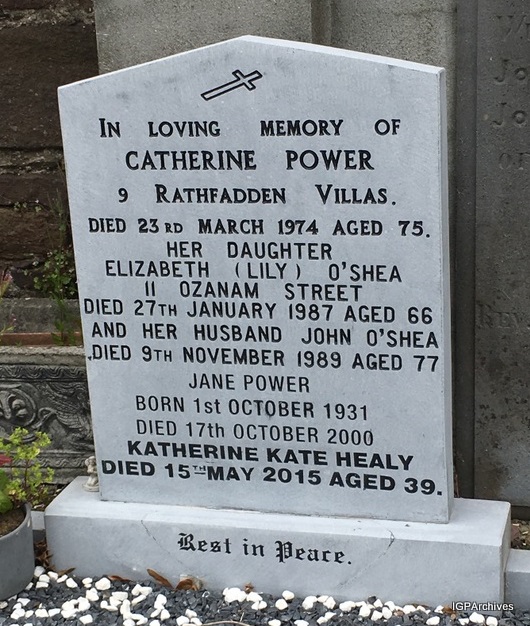 IN LOVING MEMORY OF
CATHERINE POWER
9 RATHFADDEN VILLAS.
DIED 23RD MARCH 1974 AGED 75.
HER DAUGHTER
ELIZABETH (LILY) O'SHEA
11 OZANAM STREET
DIED 27TH JANUARY 1987 AGED 66
AND HER HUSBAND JOHN O'SHEA
DIED 9TH NOVEMBER 1989 AGED 77
JANE POWER
BORN 1st OCTOBER 1931
DIED 17th OCTOBER 2000
KATHERINE KATE HEALY
DIED 15TH MAY 2015 AGED 39.
Rest in Peace.
IGPArchives